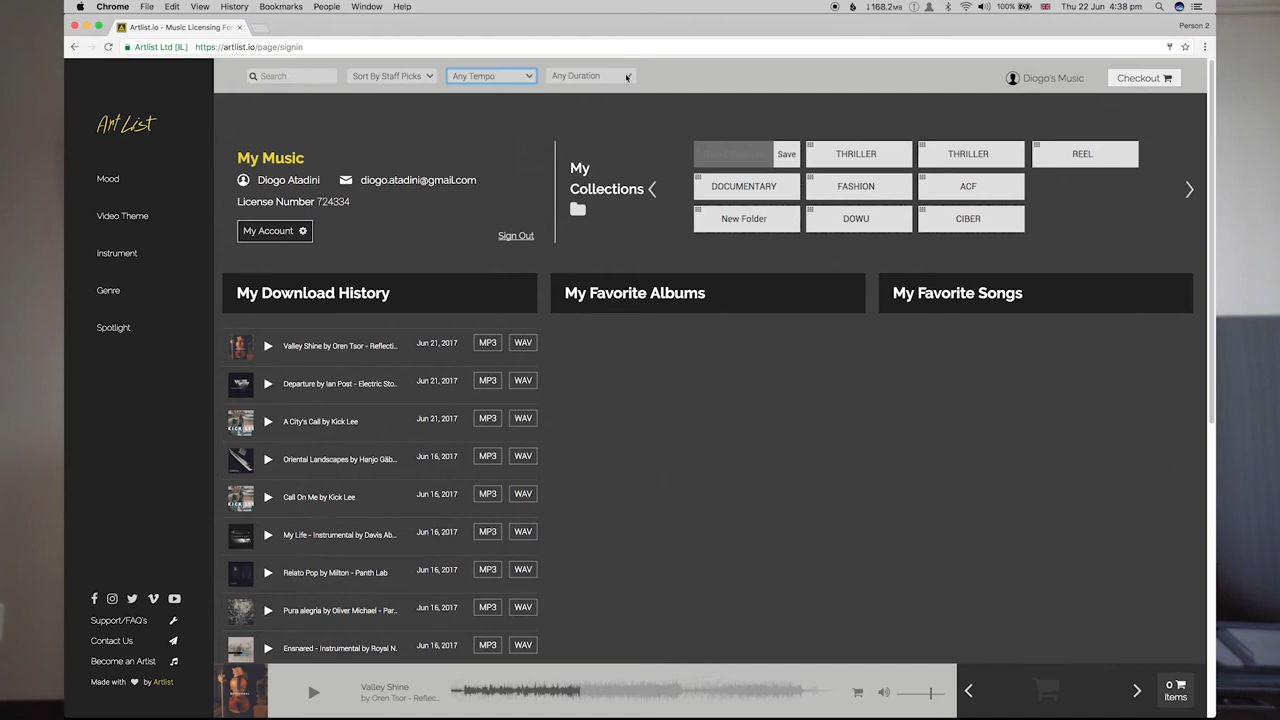 Chrome File Edit View History Bookmarks People Window Help
168.2MB 100% Thu 22 Jun 4:38 pm
Artlist.io - Music Licensing For
Person 2
Artlist Ltd [IL] https://artlist.io/page/signin
Search
Sort By Staff Picks
Any Tempo
Any Duration
Diogo's Music
Checkout
Art List
Mood
Video Theme
Instrument
Genre
Spotlight
Support/FAQ's
Contact Us
Become an Artist
Made with by Artlist
My Music
Diogo Atadini diogo.atadini@gmail.com
License Number 724334
My Account
Sign Out
My
Collections
Save THRILLER THRILLER REEL
DOCUMENTARY FASHION ACF
New Folder DOWU CIBER
My Download History
My Favorite Albums
My Favorite Songs
Valley Shine by Oren Tsor - Reflecti.. Jun 21, 2017 MP3 WAV
Departure by Ian Post - Electric Sto.. Jun 21, 2017 MP3 WAV
A City's Call by Kick Lee Jun 21, 2017 MP3 WAV
KICK LEE
Oriental Landscapes by Hanjo Gäb... Jun 16, 2017 MP3 WAV
Call On Me by Kick Lee Jun 16, 2017 MP3 WAV
KICK LEE
My Life - Instrumental by Davis Ab... Jun 16, 2017 MP3 WAV
Relato Pop by Milton - Panth Lab Jun 16, 2017 MP3 WAV
Pura alegria by Oliver Michael - Par... Jun 16, 2017 MP3 WAV
Ensnared - Instrumental by Royal N. Jun 16, 2017 MP3 WAV
Valley Shine
by Oren Tsor - Reflec..
0
Items